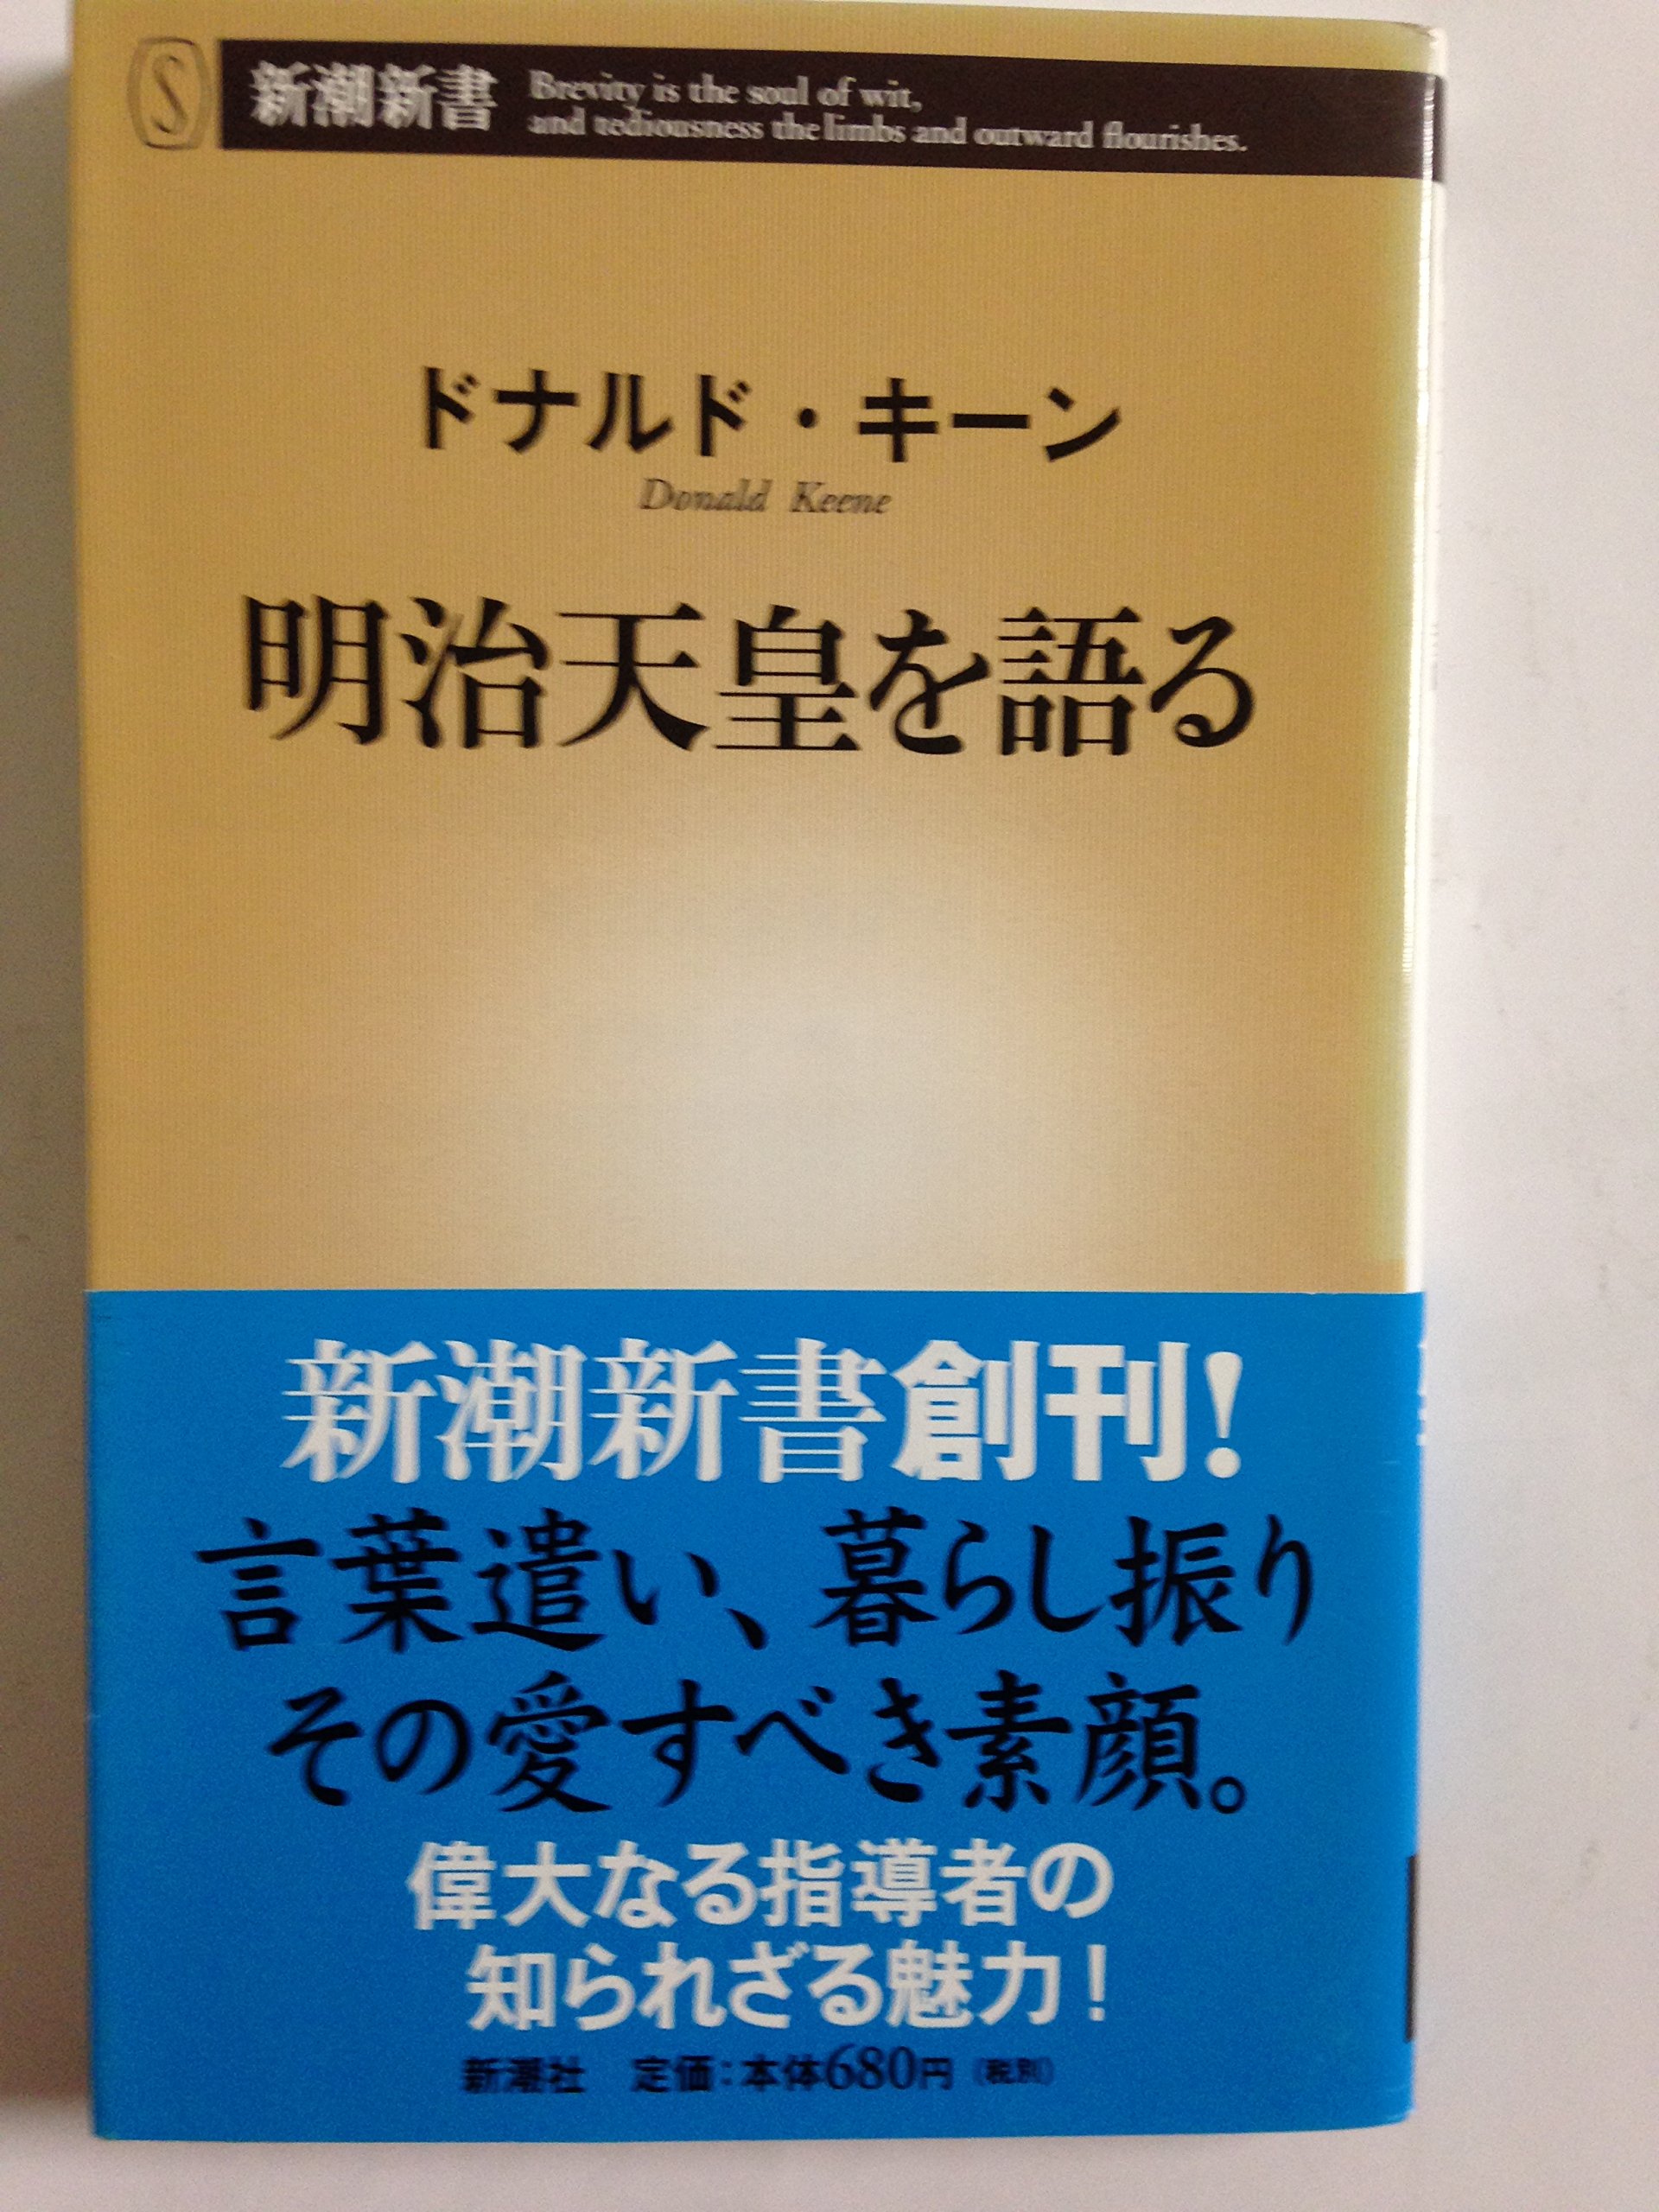 S
新潮新書
Brevity is the soul of wit,
and tediousness the limbs and outward flourishes.
ドナルド・キーン
Donald Keene
明治天皇を語る
新潮新書創刊!
言葉遣い、暮らし振り
その愛すべき素顔。
偉大なる指導者の
知られざる魅力!
新潮社 定価:本体680円(税別)